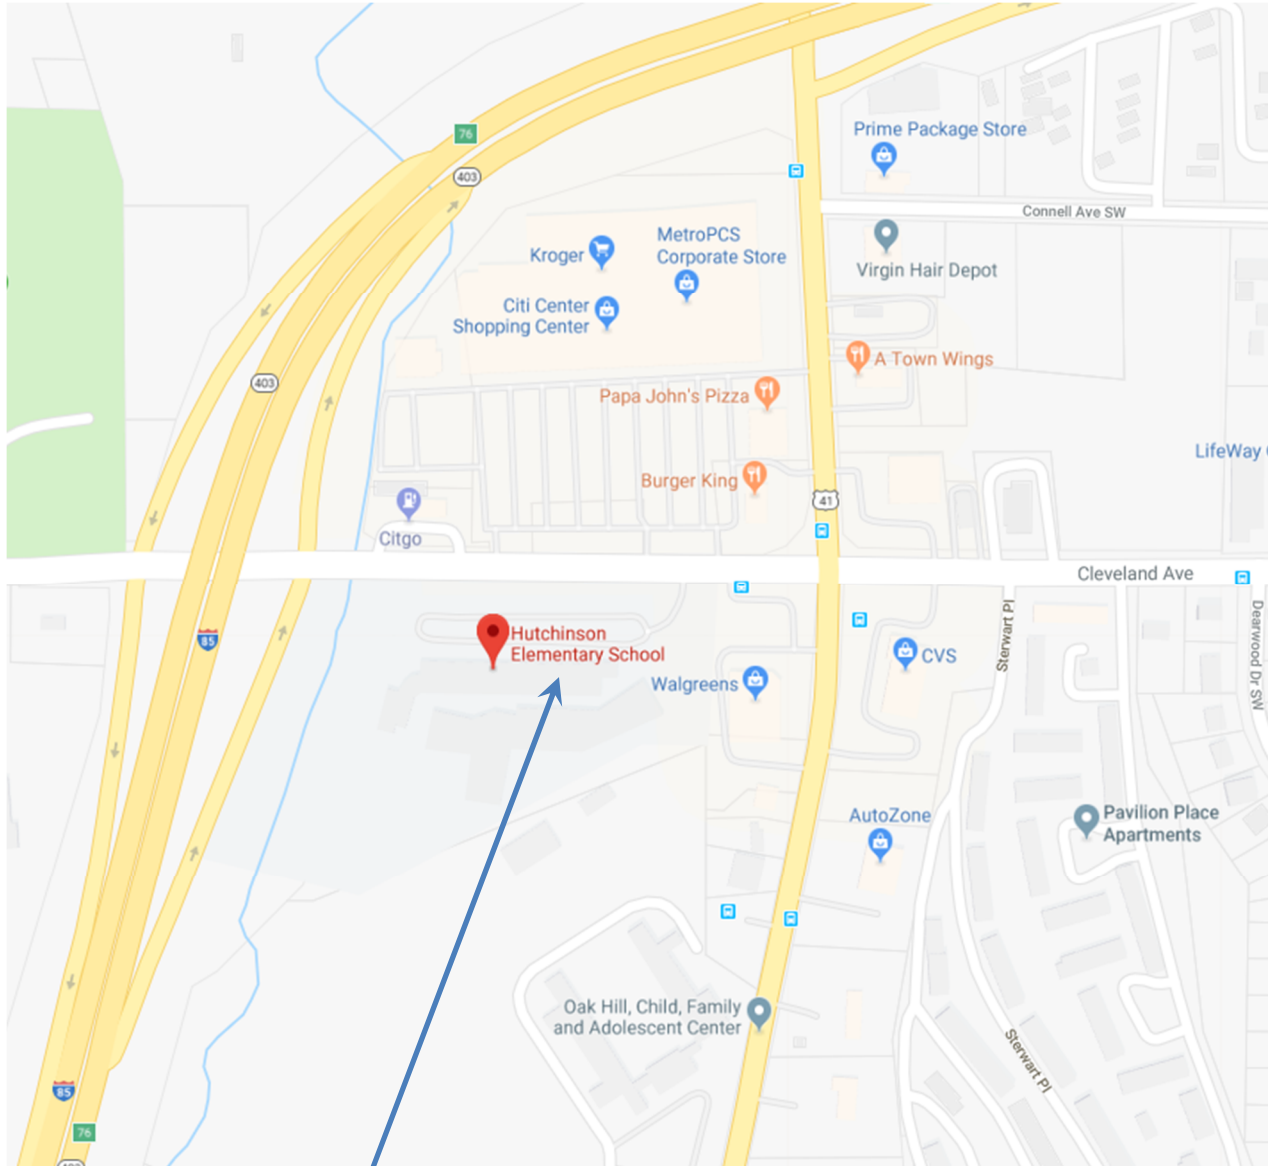 76
403
Prime Package Store
Connell Ave SW
MetroPCS
Corporate Store
Kroger
Virgin Hair Depot
Citi Center
Shopping Center
A Town Wings
403
Papa John's Pizza
LifeWay
Burger King
41
Citgo
Cleveland Ave
Hutchinson
Elementary School
Sterwart Pl
Dearwood Dr SW
85
CVS
Walgreens
AutoZone
Pavilion Place
Apartments
Oak Hill, Child, Family
and Adolescent Center
Sterwart Pl
85
76